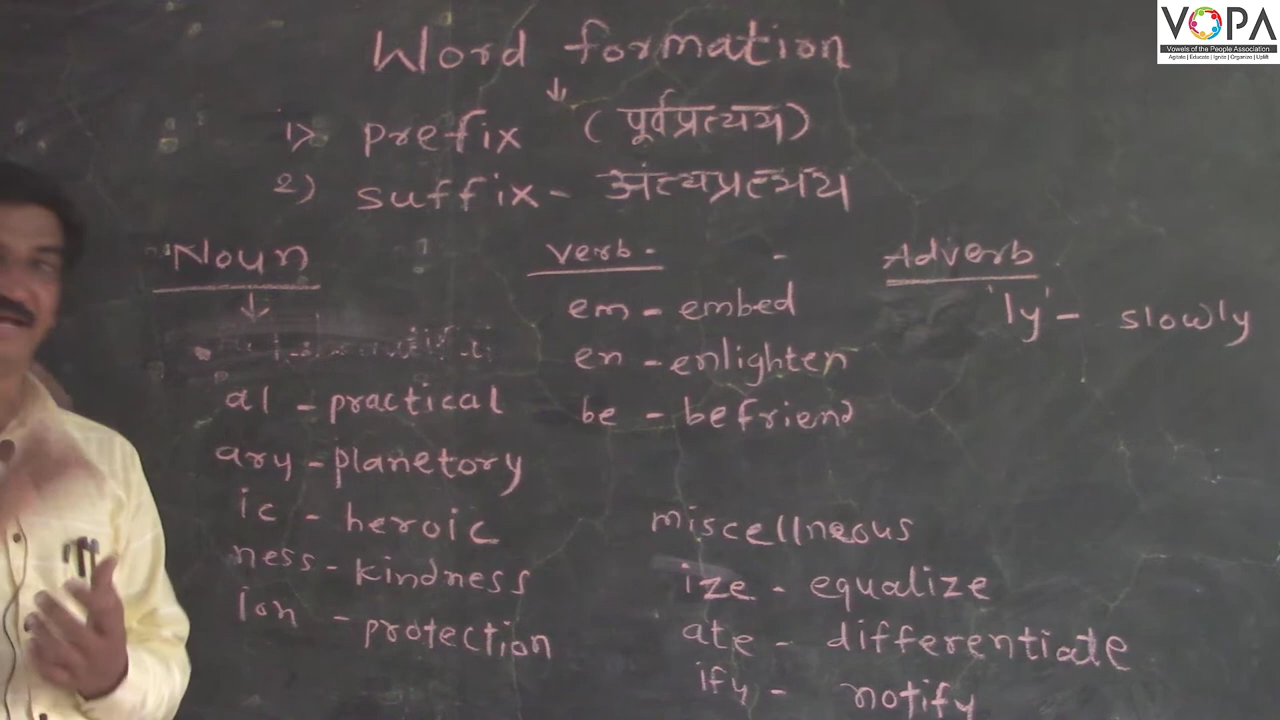 VOPA
Vowels of the People Association
Agitate | Educate | Ignite | Organize | Uplift
Word formation
↓
1) prefix (पूर्वप्रत्यय)
2) suffix - अंत्यप्रत्यय
Noun
↓
al - practical
ary - planetory
ic - heroic
ness - kindness
ion - protection
verb -
em - embed
en - enlighten
be - befriend
Adverb
'ly' - slowly
miscellneous
ize - equalize
ate - differentiate
ify - notify